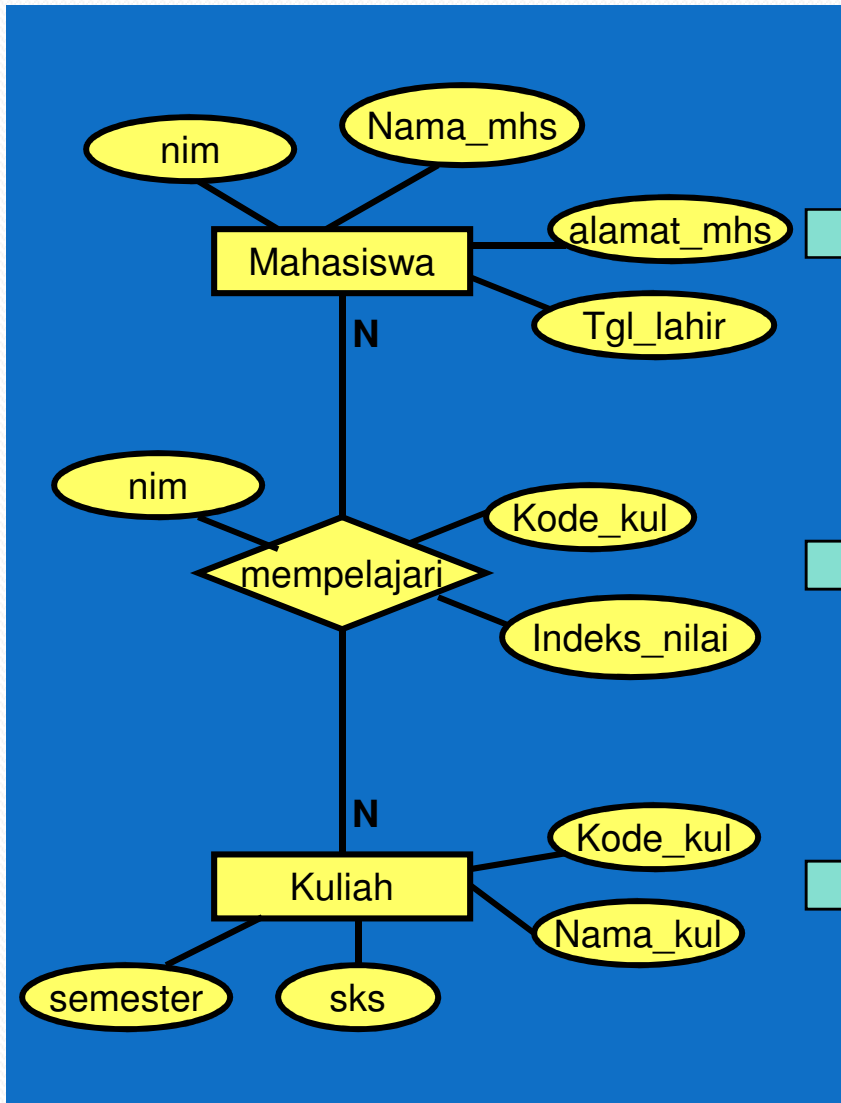 Nama_mhs
nim
alamat_mhs
Mahasiswa
Tgl_lahir
N
nim
Kode_kul
mempelajari
Indeks_nilai
N
Kode_kul
Kuliah
Nama_kul
semester
sks